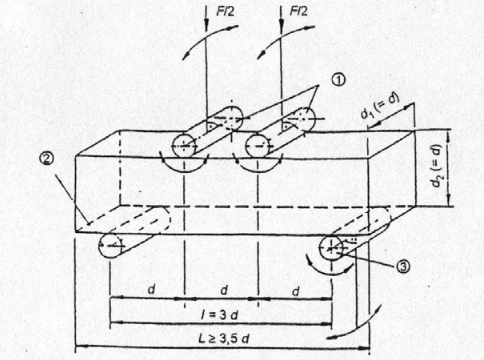 F/2 F/2
①
d₁ (= d)
②
d₂ (= d)
③
d d d
l = 3 d
L ≥ 3,5 d